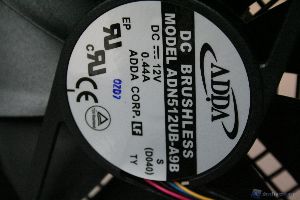 ADDA
DC BRUSHLESS
MODEL ADN512UB-A9B
DC 12V
0.44A
ADDA CORP.
EP
0707
S
(D040)
TY